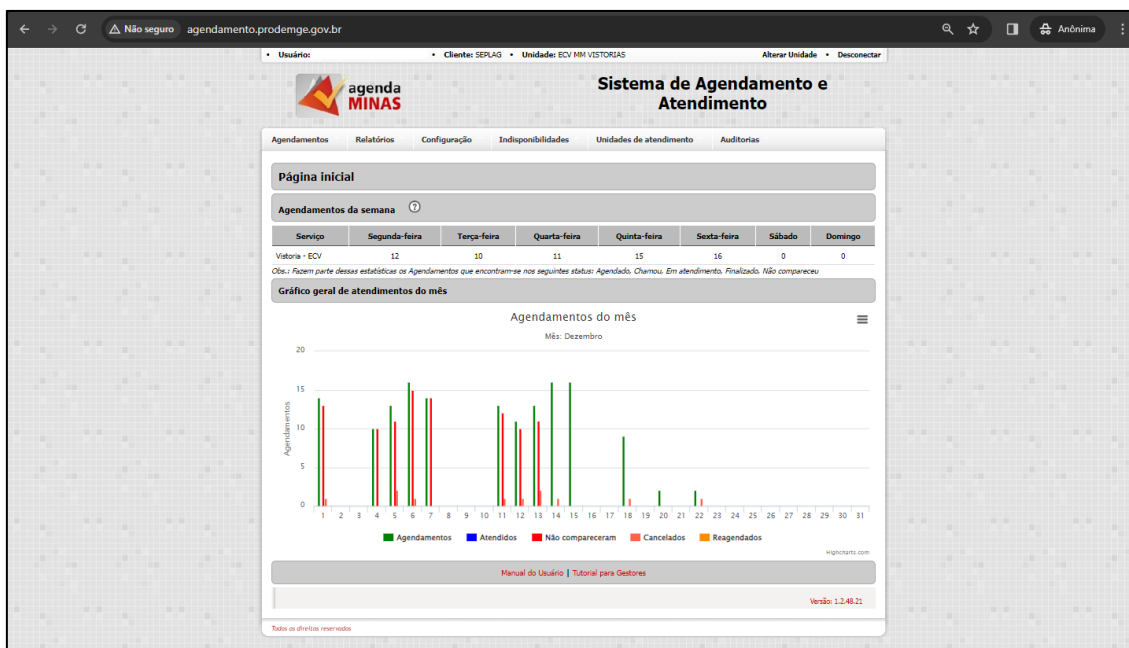 Não seguro agendamento.prodemge.gov.br Anônima
• Usuário: • Cliente: SEPLAG • Unidade: ECV MM VISTORIAS Alterar Unidade • Desconectar
agenda
MINAS
Sistema de Agendamento e
Atendimento
Agendamentos Relatórios Configuração Indisponibilidades Unidades de atendimento Auditorias
Página inicial
Agendamentos da semana ?
Serviço Segunda-feira Terça-feira Quarta-feira Quinta-feira Sexta-feira Sábado Domingo
Vistoria - ECV 12 10 11 15 16 0 0
Obs.: Fazem parte dessas estatísticas os Agendamentos que encontram-se nos seguintes status: Agendado, Chamou, Em atendimento, Finalizado, Não compareceu
Gráfico geral de atendimentos do mês
Agendamentos do mês
Mês: Dezembro
Agendamentos
20
15
10
5
0
1 2 3 4 5 6 7 8 9 10 11 12 13 14 15 16 17 18 19 20 21 22 23 24 25 26 27 28 29 30 31
Agendamentos Atendidos Não compareceram Cancelados Reagendados
Highcharts.com
Manual do Usuário | Tutorial para Gestores
Versão: 1.2.48.21
Todos os direitos reservados